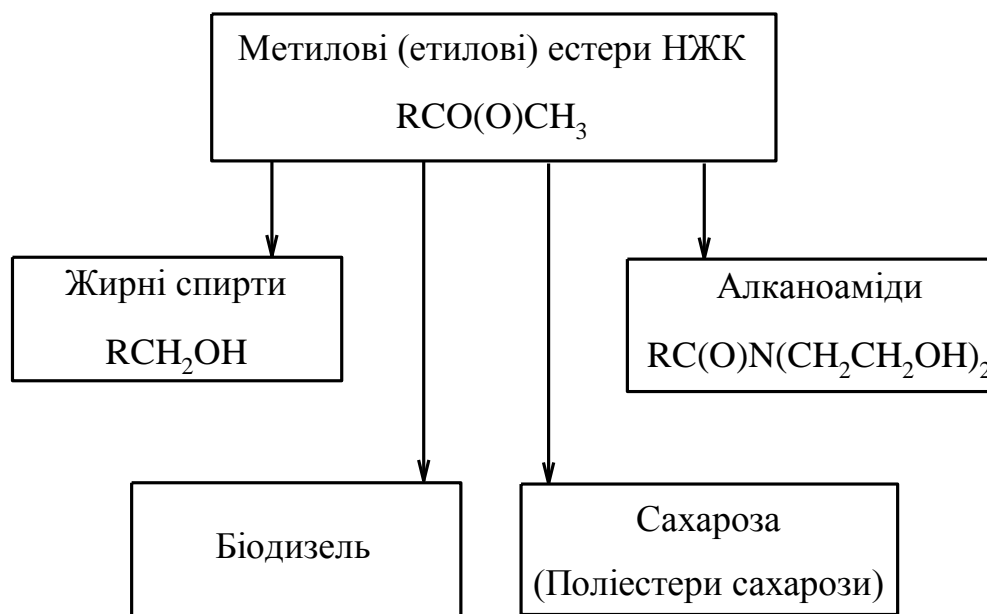 Метилові (етилові) естери НЖК
RCO(O)CH₃
Жирні спирти
RCH₂OH
Алканоаміди
RC(O)N(CH₂CH₂OH)₂
Біодизель
Сахароза
(Поліестери сахарози)